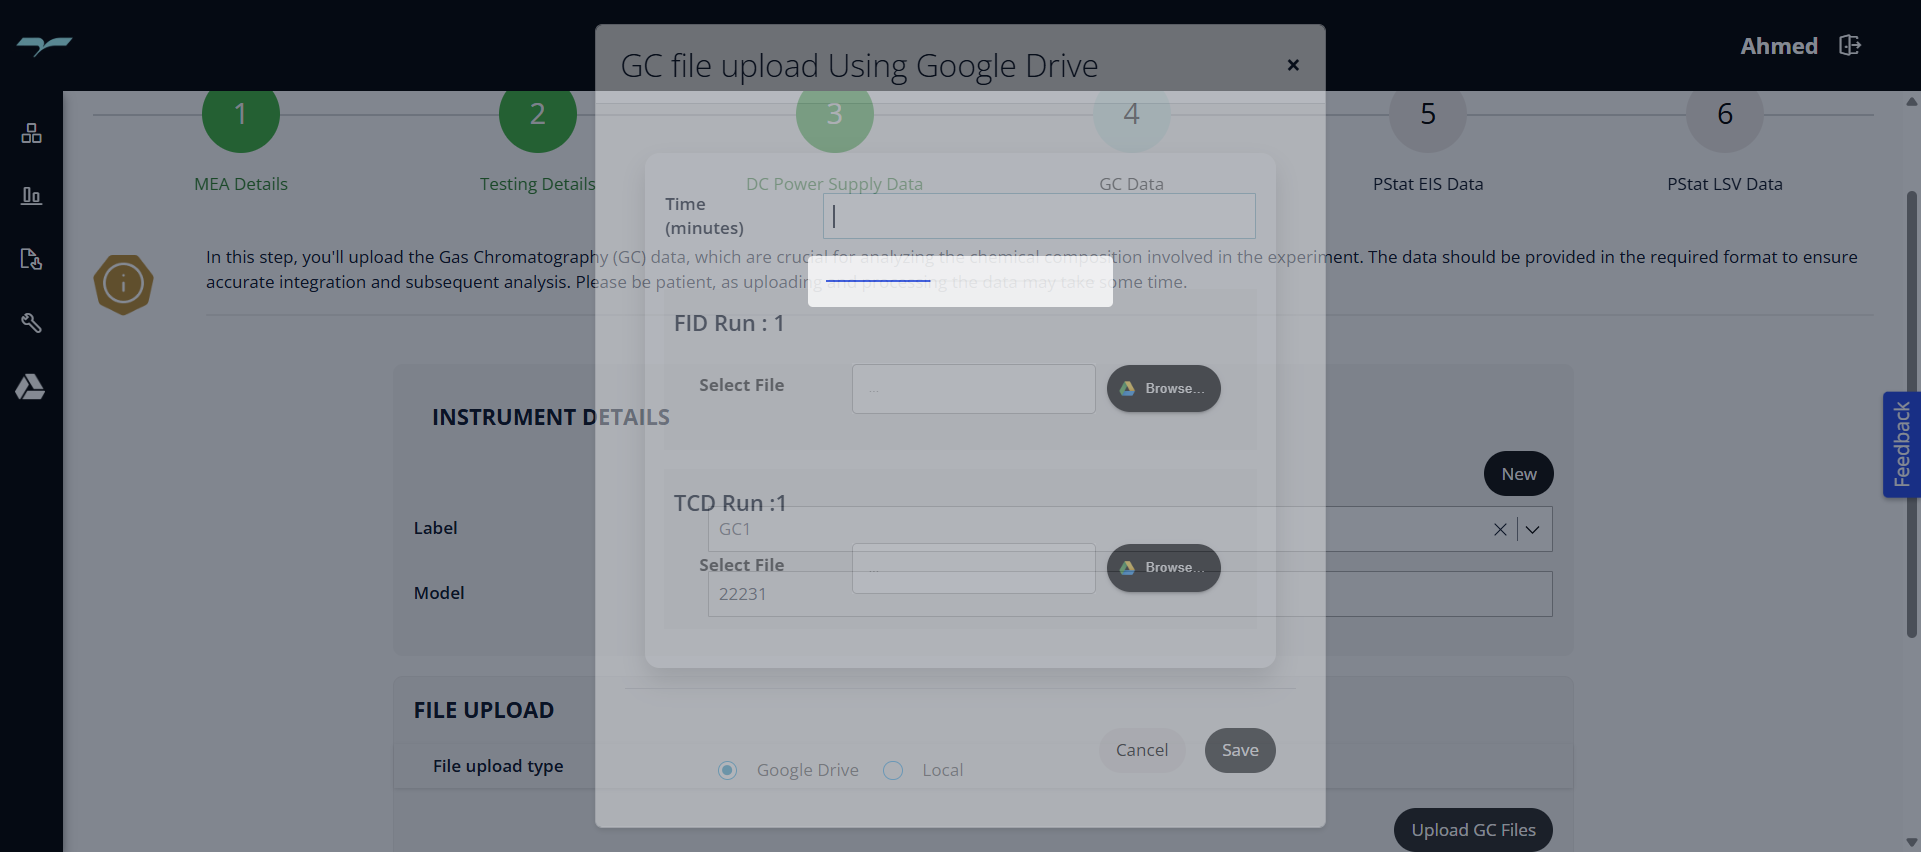 Ahmed
GC file upload Using Google Drive
×
1
2
3
4
5
6
MEA Details
Testing Details
DC Power Supply Data
GC Data
PStat EIS Data
PStat LSV Data
Time
(minutes)
In this step, you'll upload the Gas Chromatography (GC) data, which are crucial for analyzing the chemical composition involved in the experiment. The data should be provided in the required format to ensure
accurate integration and subsequent analysis. Please be patient, as uploading and processing the data may take some time.
FID Run : 1
Select File
...
Browse...
INSTRUMENT DETAILS
Feedback
New
TCD Run :1
Label
GC1
Select File
...
Browse...
Model
22231
FILE UPLOAD
Cancel
Save
File upload type
Google Drive
Local
Upload GC Files